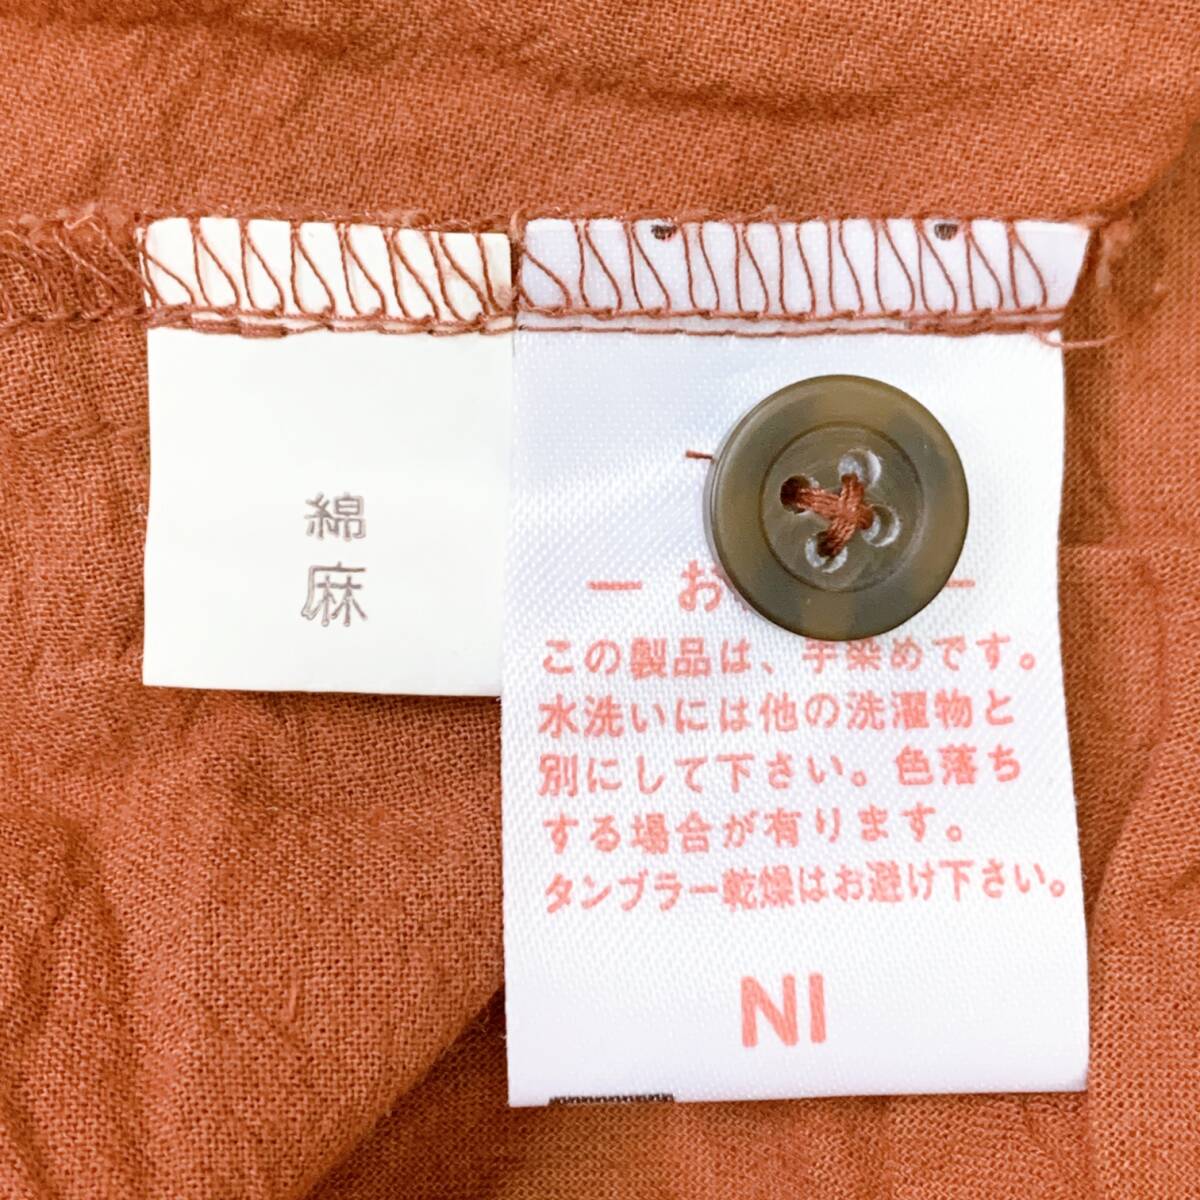 綿
麻
— お
この製品は、手染めです。
水洗いには他の洗濯物と
別にして下さい。色落ち
する場合が有ります。
タンブラー乾燥はお避け下さい。
NI